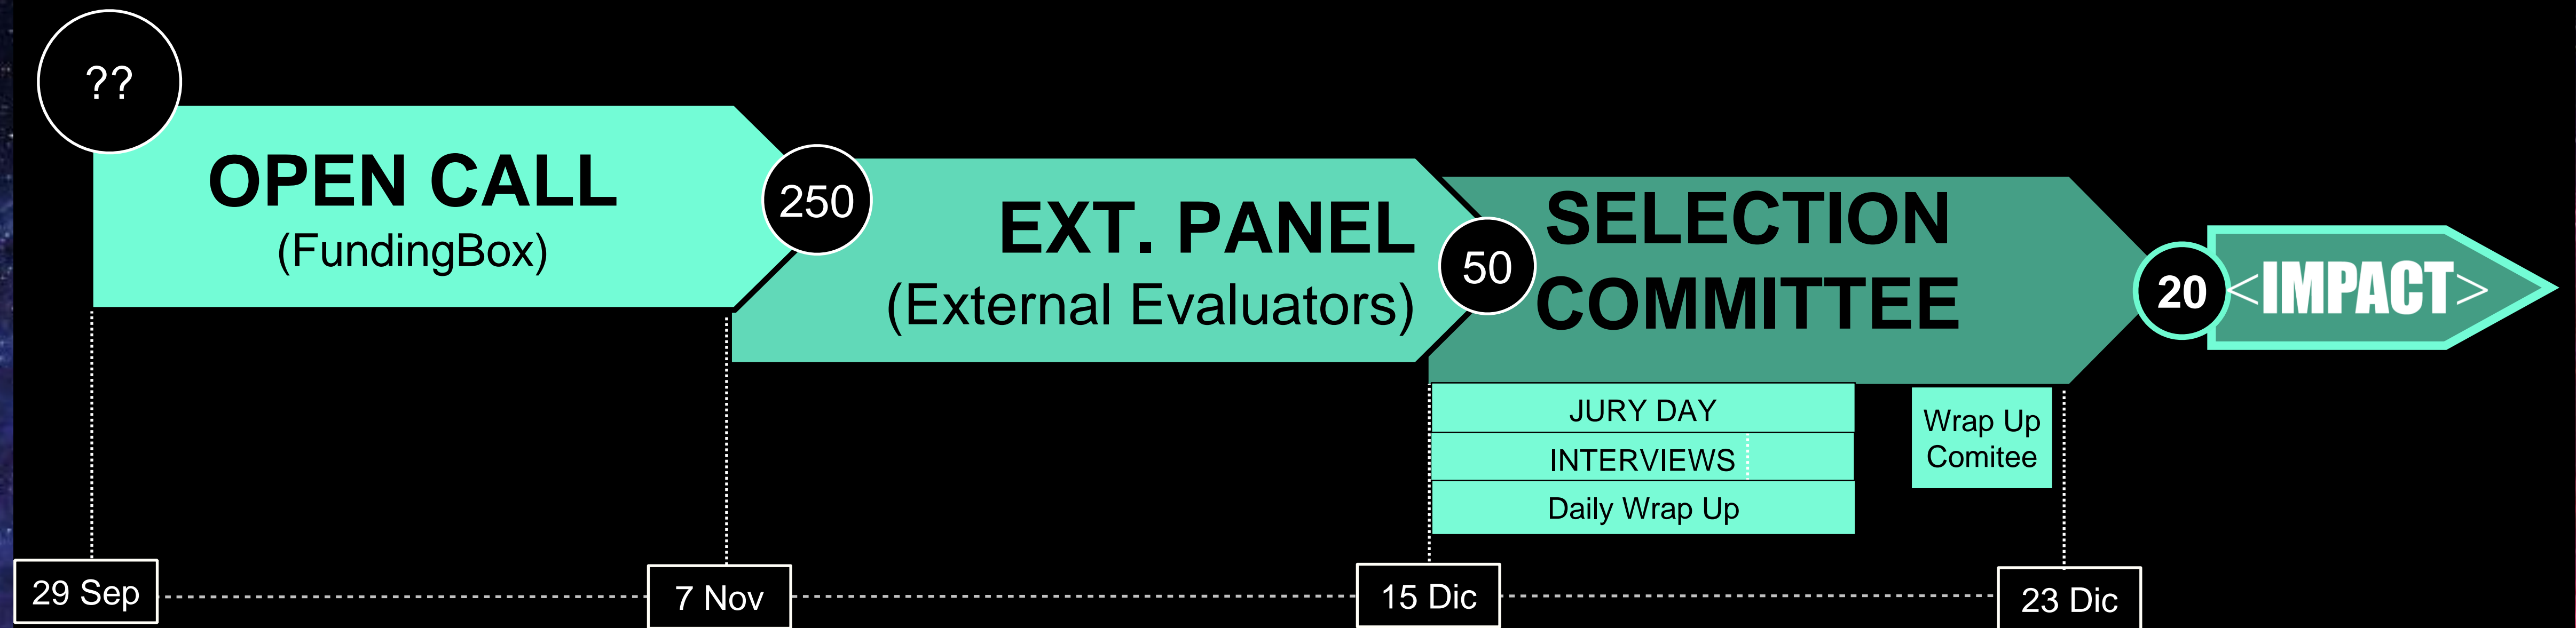 ??
OPEN CALL
(FundingBox)
250
EXT. PANEL
(External Evaluators)
50
SELECTION
COMMITTEE
20
<IMPACT>
JURY DAY
INTERVIEWS
Daily Wrap Up
Wrap Up
Comitee
29 Sep
7 Nov
15 Dic
23 Dic